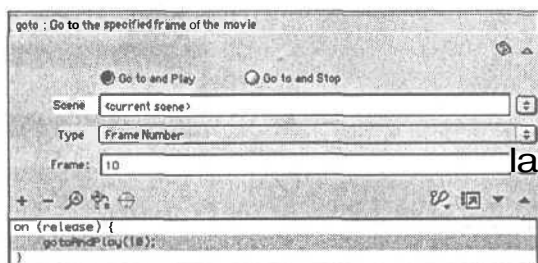 goto : Go to the specified frame of the movie
Go to and Play Go to and Stop
Scene <current scene>
Type Frame Number
Frame: 10
la
on (release) {
gotoAndPlay(10);
}